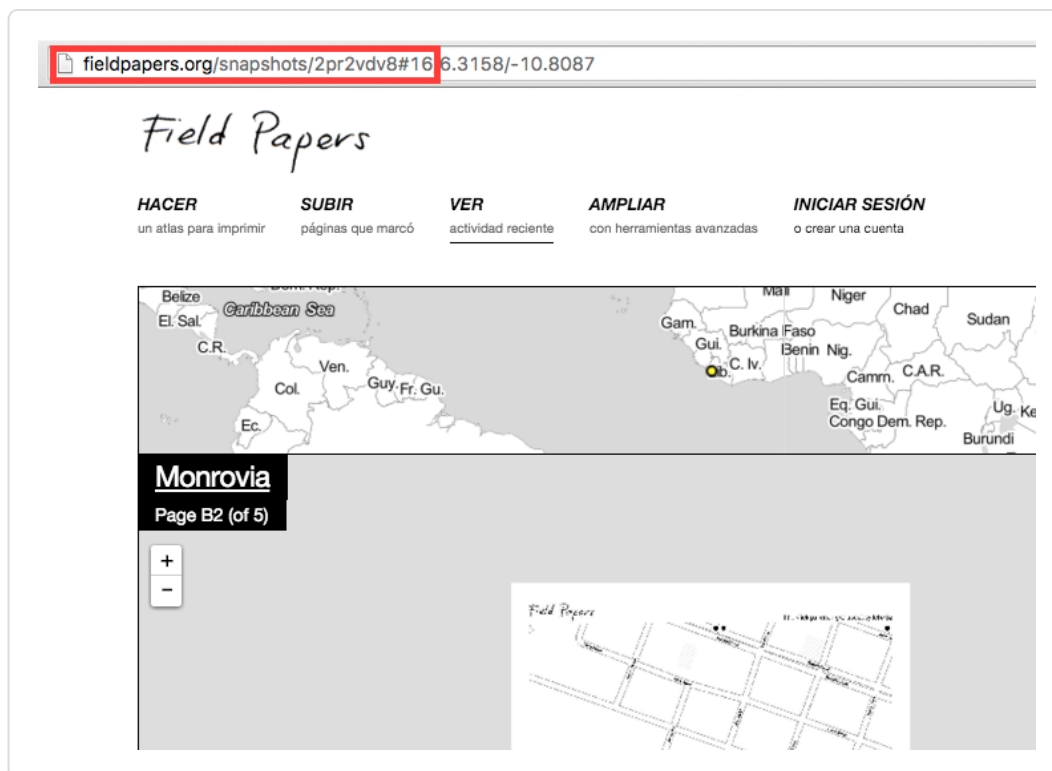 fieldpapers.org/snapshots/2pr2vdv8#16/6.3158/-10.8087
Field Papers
HACER SUBIR VER AMPLIAR INICIAR SESIÓN
un atlas para imprimir páginas que marcó actividad reciente con herramientas avanzadas o crear una cuenta
Belize
Caribbean Sea
El. Sal.
C.R.
Ven.
Col.
Guy.
Fr. Gu.
Ec.
Mali
Niger
Chad
Sudan
Gam.
Burkina Faso
Gui.
Benin
Nig.
C. Iv.
Camm.
C.A.R.
Eq. Gui.
Congo
Dem. Rep.
Ug.
Ke
Burundi
Monrovia
Page B2 (of 5)
+
−
Field Papers